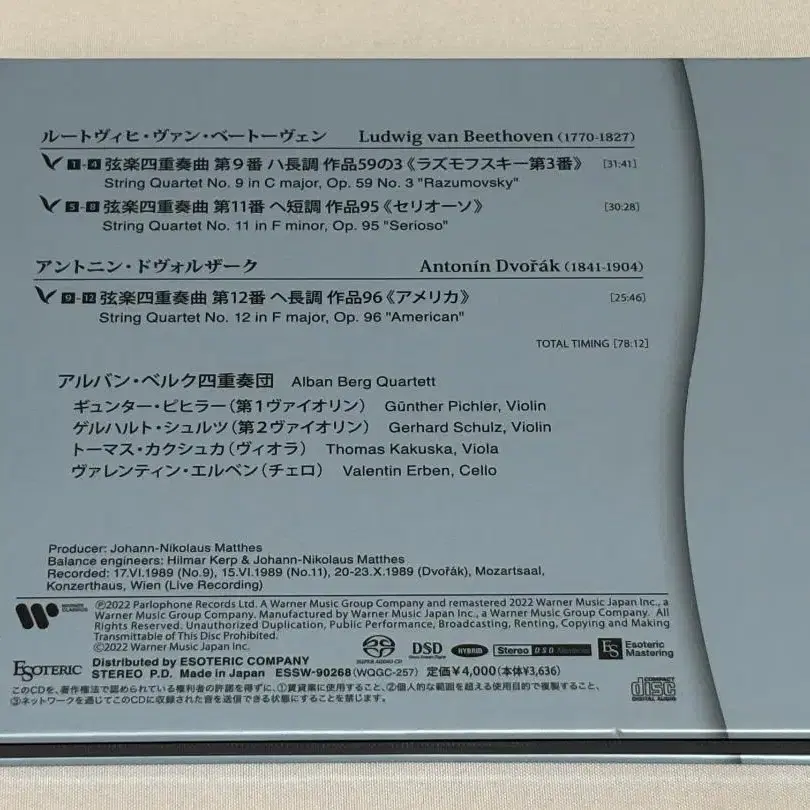 ルートヴィヒ・ヴァン・ベートーヴェン Ludwig van Beethoven (1770-1827)
1-4 弦楽四重奏曲 第9番 ハ長調 作品59の3《ラズモフスキー第3番》 [31:41]
String Quartet No. 9 in C major, Op. 59 No. 3 "Razumovsky"
5-8 弦楽四重奏曲 第11番 ヘ短調 作品95《セリオーソ》 [30:28]
String Quartet No. 11 in F minor, Op. 95 "Serioso"
アントニン・ドヴォルザーク Antonín Dvořák (1841-1904)
9-12 弦楽四重奏曲 第12番 ヘ長調 作品96《アメリカ》 [25:46]
String Quartet No. 12 in F major, Op. 96 "American"
TOTAL TIMING [78:12]
アルバン・ベルク四重奏団 Alban Berg Quartett
ギュンター・ピヒラー(第1ヴァイオリン) Günther Pichler, Violin
ゲルハルト・シュルツ(第2ヴァイオリン) Gerhard Schulz, Violin
トーマス・カクシュカ(ヴィオラ) Thomas Kakuska, Viola
ヴァレンティン・エルベン(チェロ) Valentin Erben, Cello
Producer: Johann-Nikolaus Matthes
Balance engineers: Hilmar Kerp & Johann-Nikolaus Matthes
Recorded: 17.VI.1989 (No.9), 15.VI.1989 (No.11), 20-23.X.1989 (Dvořák), Mozartsaal,
Konzerthaus, Wien (Live Recording)
WARNER CLASSICS
℗2022 Parlophone Records Ltd. A Warner Music Group Company and remastered 2022 Warner Music Japan Inc., a
Warner Music Group Company. Manufactured by Warner Music Japan Inc., a Warner Music Group Company. All
Rights Reserved. Unauthorized Duplication, Public Performance, Broadcasting, Renting, Copying and Making
Transmittable of This Disc Prohibited.
©2022 Warner Music Japan Inc.
SUPER AUDIO CD DSD Direct Stream Digital HYBRID Stereo DSD Mastering ES Esoteric Mastering
ESOTERIC Distributed by ESOTERIC COMPANY
STEREO P.D. Made in Japan ESSW-90268 (WQGC-257) 定価¥4,000(本体¥3,636)
このCDを、著作権法で認められている権利者の許諾を得ずに、①賃貸業に使用すること、②個人的な範囲を超える使用目的で複製すること、
③ネットワークを通じてこのCDに収録された音を送信できる状態にすることを禁じます。
COMPACT disc DIGITAL AUDIO